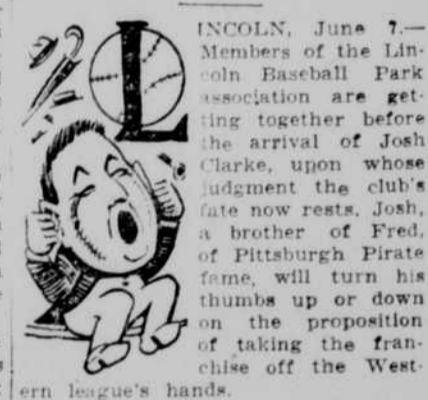 LINCOLN, June 7.—
Members of the Lin-
coln Baseball Park
association are get-
ting together before
the arrival of Josh
Clarke, upon whose
judgment the club's
fate now rests. Josh,
a brother of Fred,
of Pittsburgh Pirate
fame, will turn his
thumbs up or down
on the proposition
of taking the fran-
chise off the West-
ern league's hands.